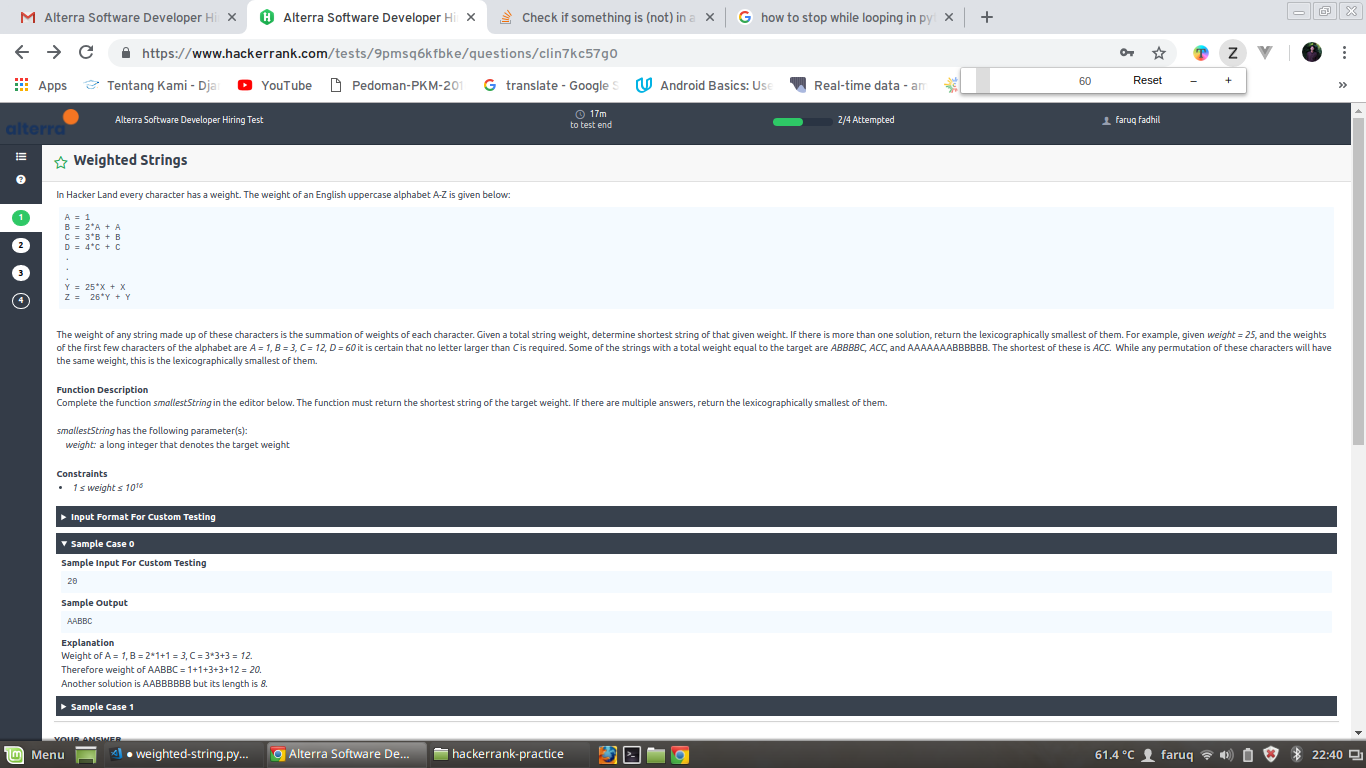 Alterra Software Developer Hi
Alterra Software Developer Hi
Check if something is (not) in a
how to stop while looping in py
https://www.hackerrank.com/tests/9pmsq6kfbke/questions/clin7kc57g0
Apps
Tentang Kami - Dja
YouTube
Pedoman-PKM-201
translate - Google S
Android Basics: Use
Real-time data - am
60
Reset
-
+
»
alterra
Alterra Software Developer Hiring Test
17m
to test end
2/4 Attempted
faruq fadhil
Weighted Strings
1
2
3
4
In Hacker Land every character has a weight. The weight of an English uppercase alphabet A-Z is given below:
A = 1
B = 2*A + A
C = 3*B + B
D = 4*C + C
.
.
.
Y = 25*X + X
Z =  26*Y + Y
The weight of any string made up of these characters is the summation of weights of each character. Given a total string weight, determine shortest string of that given weight. If there is more than one solution, return the lexicographically smallest of them. For example, given weight = 25, and the weights
of the first few characters of the alphabet are A = 1, B = 3, C = 12, D = 60 it is certain that no letter larger than C is required. Some of the strings with a total weight equal to the target are ABBBBC, ACC, and AAAAAAABBBBBB. The shortest of these is ACC. While any permutation of these characters will have
the same weight, this is the lexicographically smallest of them.
Function Description
Complete the function smallestString in the editor below. The function must return the shortest string of the target weight. If there are multiple answers, return the lexicographically smallest of them.
smallestString has the following parameter(s):
weight: a long integer that denotes the target weight
Constraints
• 1 ≤ weight ≤ 10¹⁶
Input Format For Custom Testing
Sample Case 0
Sample Input For Custom Testing
20
Sample Output
AABBC
Explanation
Weight of A = 1, B = 2*1+1 = 3, C = 3*3+3 = 12.
Therefore weight of AABBC = 1+1+3+3+12 = 20.
Another solution is AABBBBBB but its length is 8.
Sample Case 1
YOUR ANSWER
Menu
• weighted-string.py...
Alterra Software De...
hackerrank-practice
61.4 °C
faruq
22:40